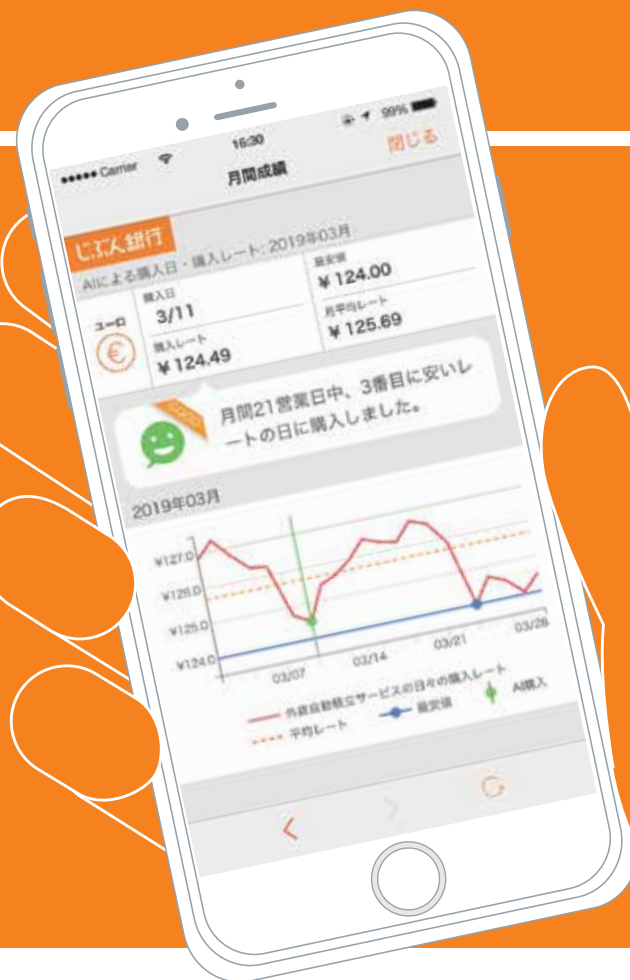 ●●●●● Carrier 16:30 99%
月間成績 閉じる
じぶん銀行
AIによる購入日・購入レート: 2019年03月
ユーロ
€
購入日
3/11
最安値
¥ 124.00
購入レート
¥ 124.49
月平均レート
¥ 125.69
GOOD
月間21営業日中、3番目に安いレ
ートの日に購入しました。
2019年03月
¥127.0
¥126.0
¥125.0
¥124.0
03/07 03/14 03/21 03/28
外貨自動積立サービスの日々の購入レート
平均レート 最安値 AI購入